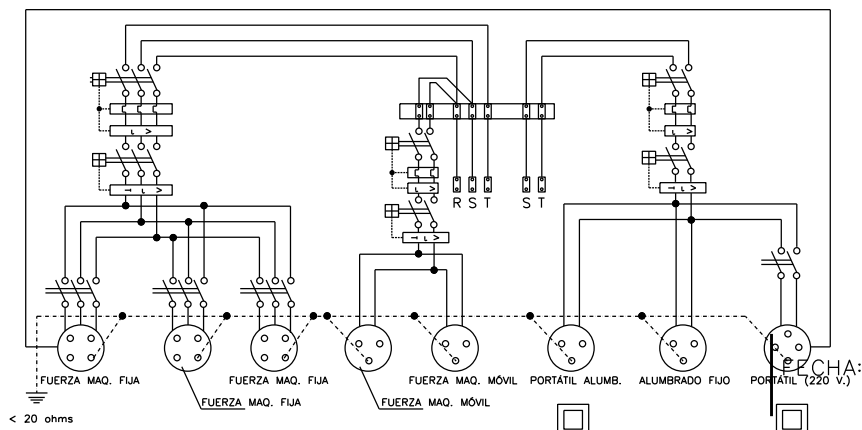 R S T S T
FUERZA MAQ. FIJA
FUERZA MAQ. FIJA
FUERZA MAQ. MÓVIL
PORTÁTIL ALUMB.
ALUMBRADO FIJO
PORTÁTIL (220 V.)
FECHA:
FUERZA MAQ. FIJA
FUERZA MAQ. MÓVIL
< 20 ohms